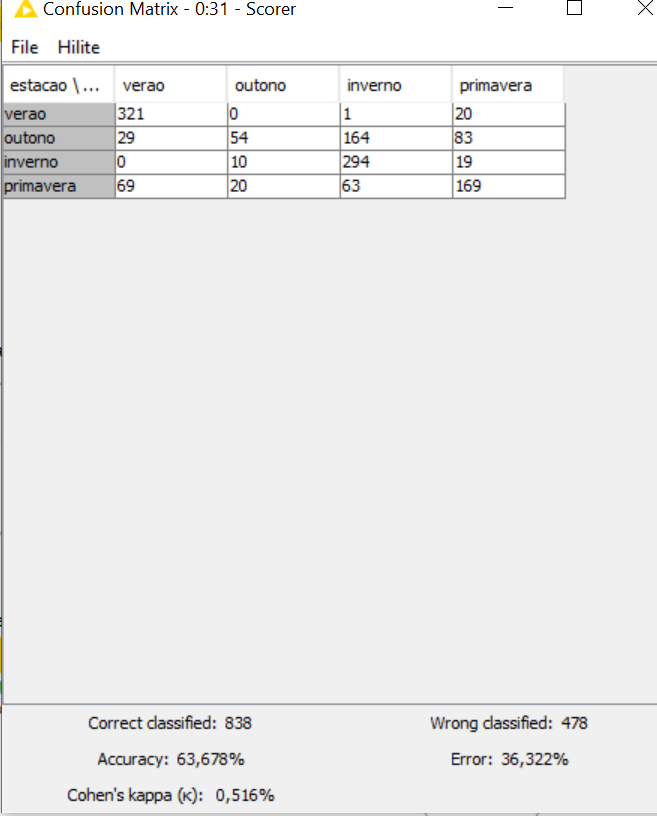 Confusion Matrix - 0:31 - Scorer
File Hilite
estacao \ ... verao outono inverno primavera
verao 321 0 1 20
outono 29 54 164 83
inverno 0 10 294 19
primavera 69 20 63 169
Correct classified: 838 Wrong classified: 478
Accuracy: 63,678% Error: 36,322%
Cohen's kappa (κ): 0,516%